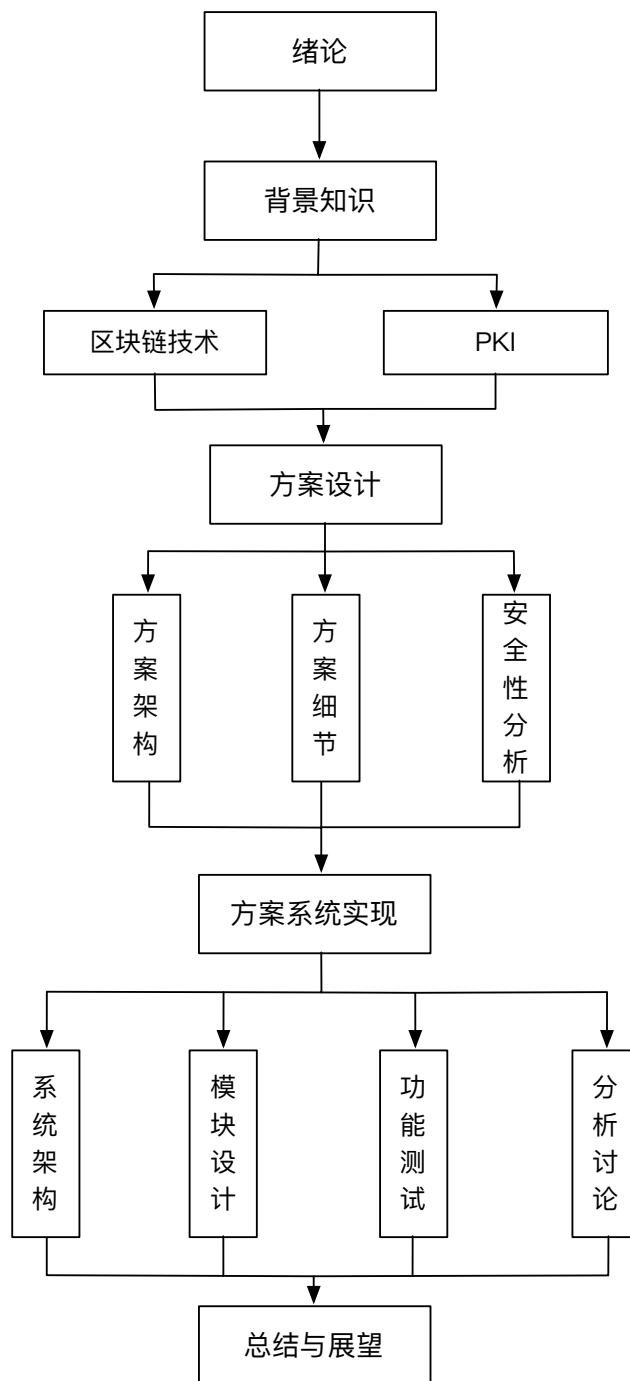 绪论
背景知识
区块链技术
PKI
方案设计
方案架构
方案细节
安全性分析
方案系统实现
系统架构
模块设计
功能测试
分析讨论
总结与展望